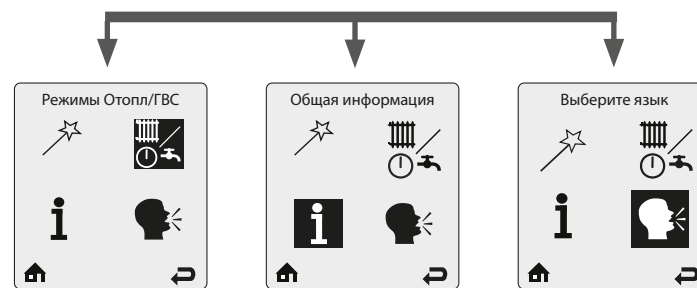 Режимы Отопл/ГВС
Общая информация
Выберите язык